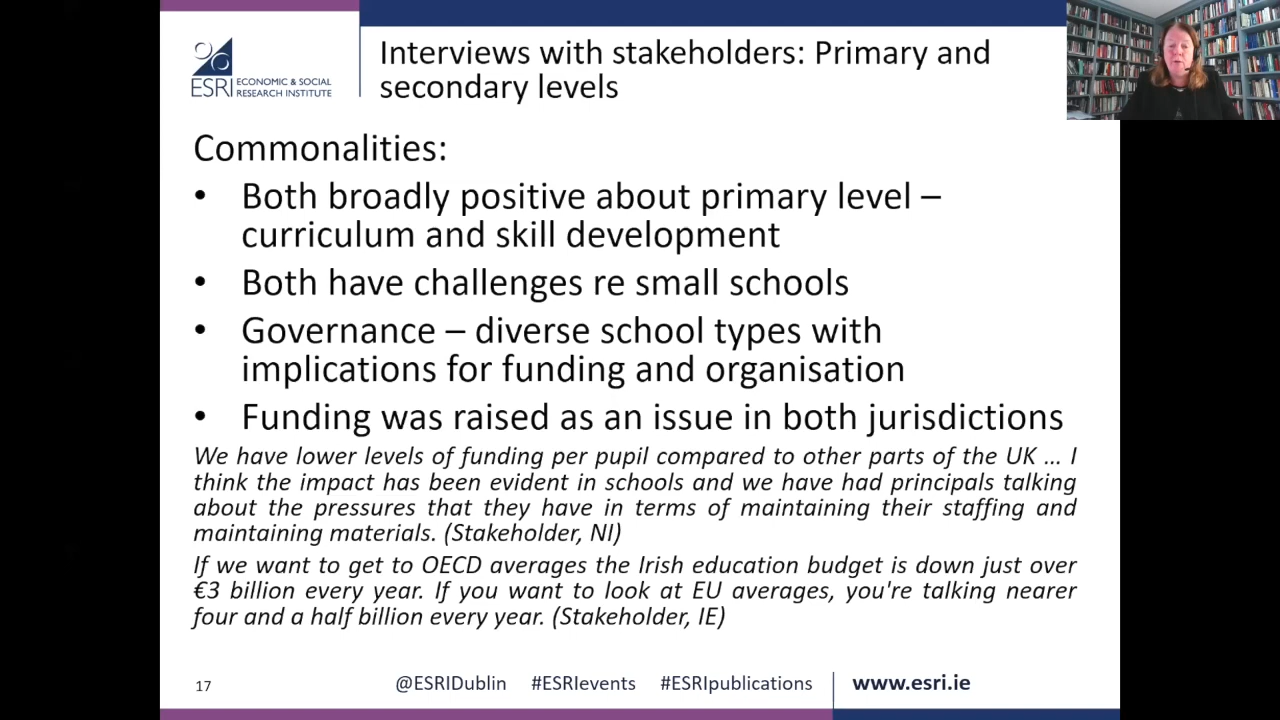 ESRI ECONOMIC & SOCIAL
RESEARCH INSTITUTE
Interviews with stakeholders: Primary and
secondary levels
Commonalities:
• Both broadly positive about primary level –
curriculum and skill development
• Both have challenges re small schools
• Governance – diverse school types with
implications for funding and organisation
• Funding was raised as an issue in both jurisdictions
We have lower levels of funding per pupil compared to other parts of the UK … I
think the impact has been evident in schools and we have had principals talking
about the pressures that they have in terms of maintaining their staffing and
maintaining materials. (Stakeholder, NI)
If we want to get to OECD averages the Irish education budget is down just over
€3 billion every year. If you want to look at EU averages, you're talking nearer
four and a half billion every year. (Stakeholder, IE)
17 @ESRIDublin #ESRIevents #ESRIpublications www.esri.ie